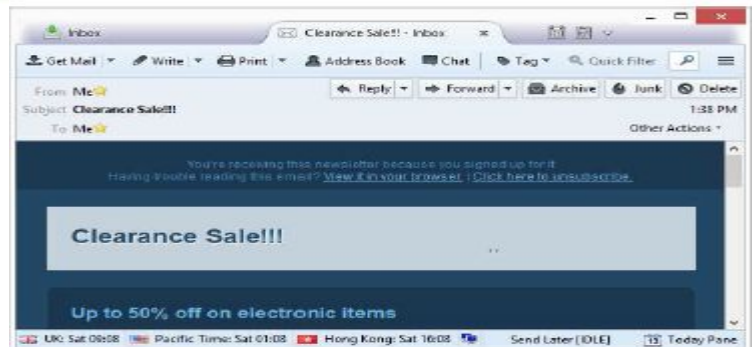 Inbox Clearance Sale!!! - Inbox
Get Mail Write Print Address Book Chat Tag Quick Filter
From Me Reply Forward Archive Junk Delete
Subject Clearance Sale!!! 1:38 PM
To Me Other Actions
You're receiving this newsletter because you signed up for it
Having trouble reading this email? View it in your browser. | Click here to unsubscribe.
Clearance Sale!!!
Up to 50% off on electronic items
UK: Sat 09:08 Pacific Time: Sat 01:08 Hong Kong: Sat 16:08 Send Later [IDLE] Today Pane